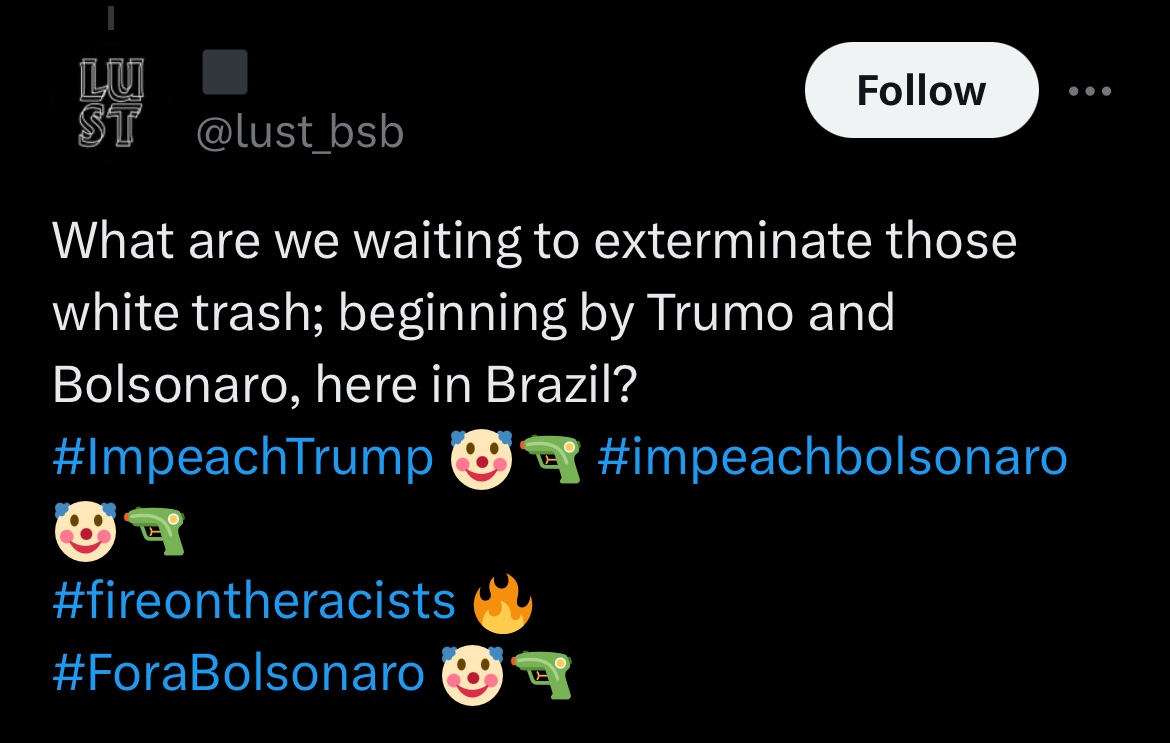 LU
ST
@lust_bsb
Follow
What are we waiting to exterminate those
white trash; beginning by Trumo and
Bolsonaro, here in Brazil?
#ImpeachTrump 🤡🔫 #impeachbolsonaro
🤡🔫
#fireontheracists 🔥
#ForaBolsonaro 🤡🔫